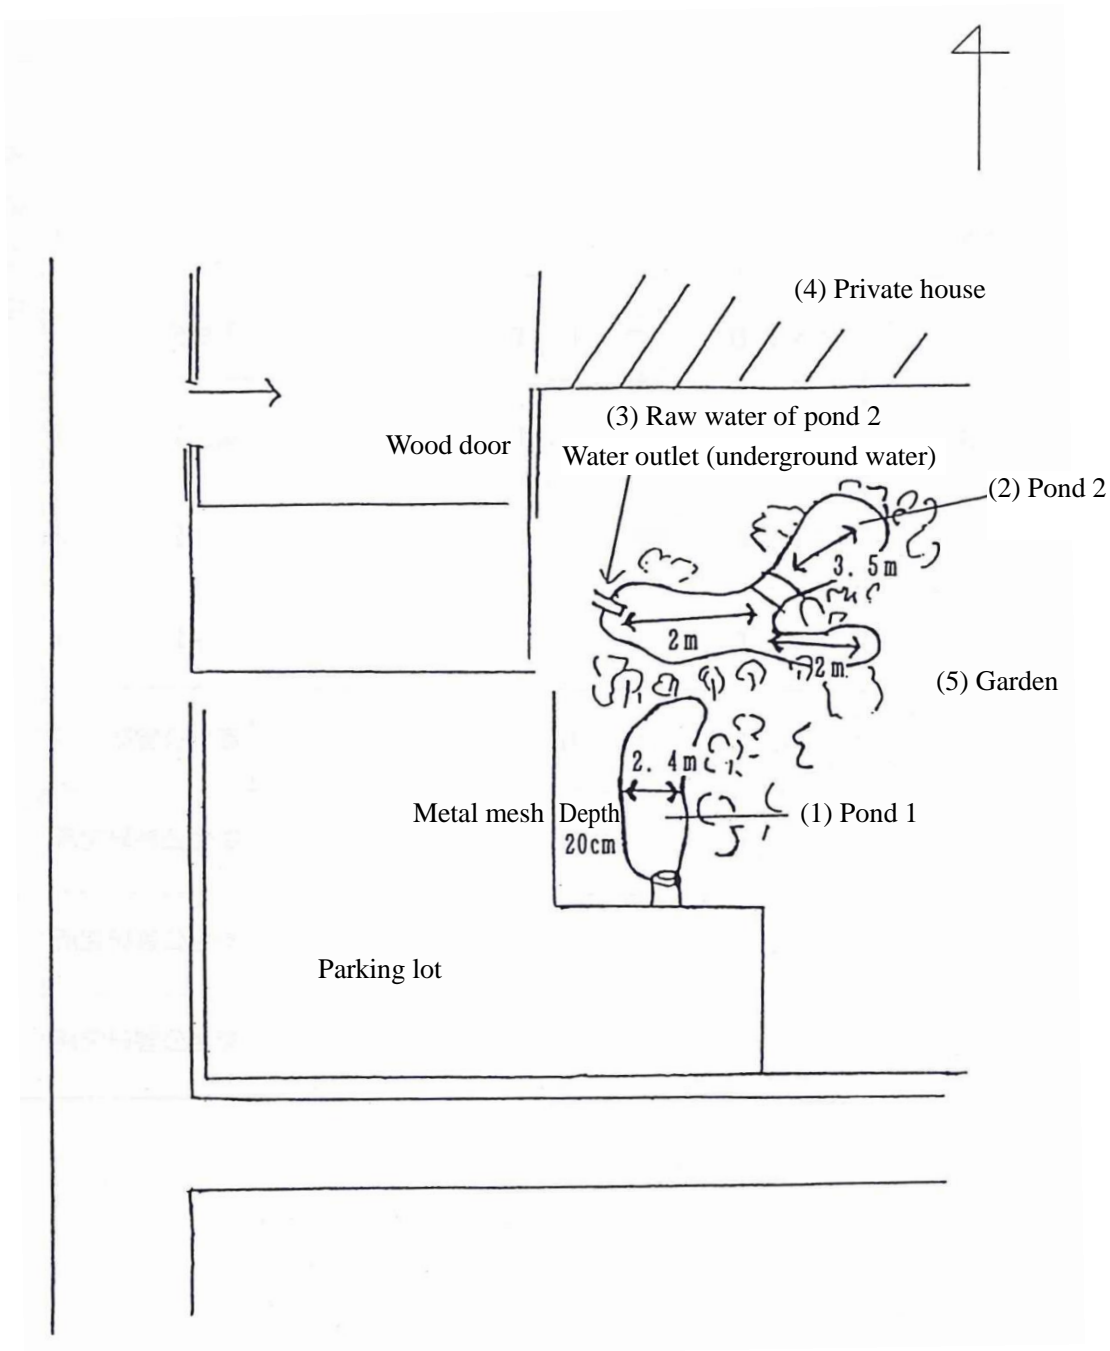 (4) Private house
(3) Raw water of pond 2
Wood door
Water outlet (underground water)
(2) Pond 2
3.5m
2m
2m
(5) Garden
2.4m
Metal mesh
Depth
20cm
(1) Pond 1
Parking lot